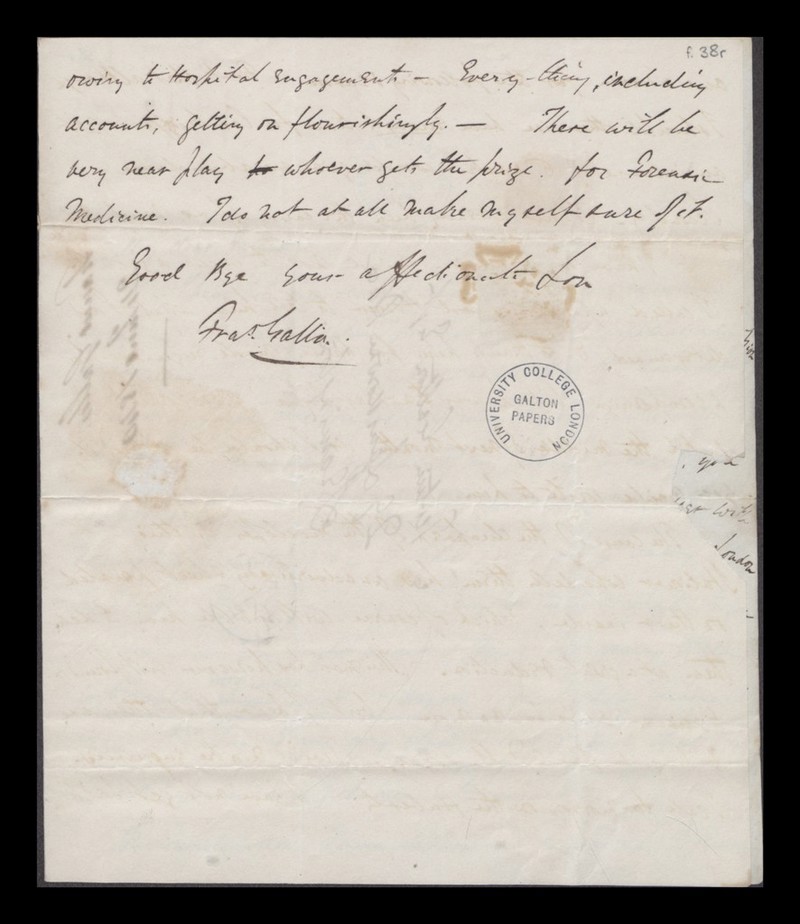 f. 38r
owing to Hospital engagements – Every-thing, including
accounts, getting on flourishingly. – There will be
very near play to whoever gets the prize. for Forensic
Medicine. I do not at all make myself sure of it.
Good Bye your affectionate Son
Fras. Galton.
UNIVERSITY COLLEGE LONDON
GALTON
PAPERS
London